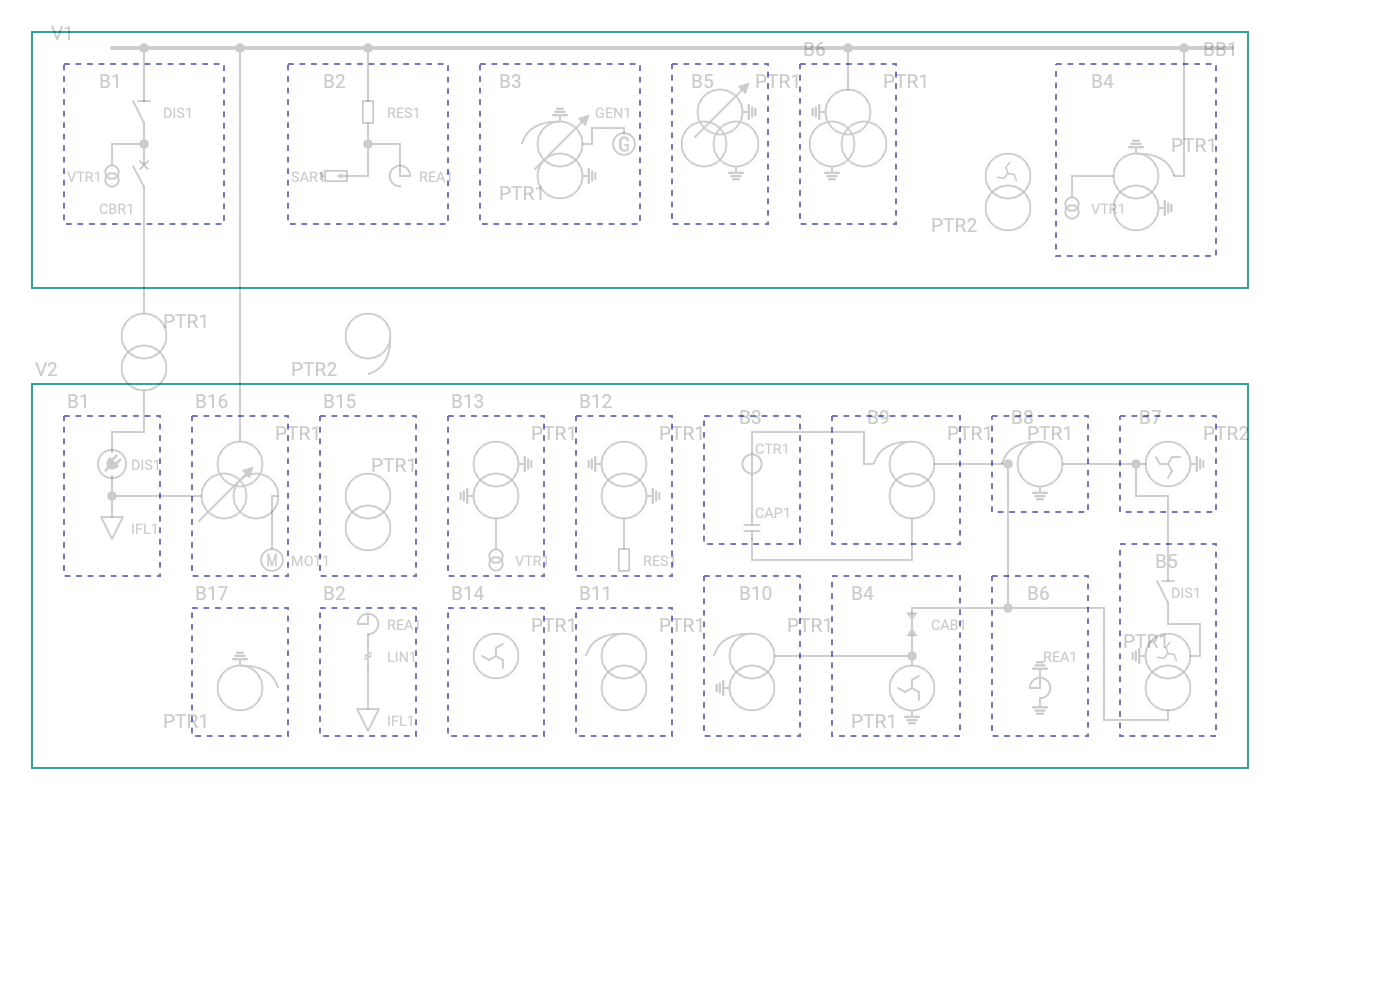 V1
B6
BB1
B1
B2
B3
B5
PTR1
PTR1
B4
DIS1
RES1
GEN1
G
PTR1
VTR1
SAR1
REA1
PTR1
CBR1
VTR1
PTR2
PTR1
V2
PTR2
B1
B16
B15
B13
B12
B3
B9
B8
B7
PTR1
PTR1
PTR1
PTR1
PTR1
PTR2
CTR1
DIS1
PTR1
CAP1
IFL1
M
MOT1
VTR1
RES1
B5
B17
B2
B14
B11
B10
B4
B6
DIS1
REA1
PTR1
PTR1
PTR1
CAB1
PTR1
LIN1
REA1
PTR1
IFL1
PTR1